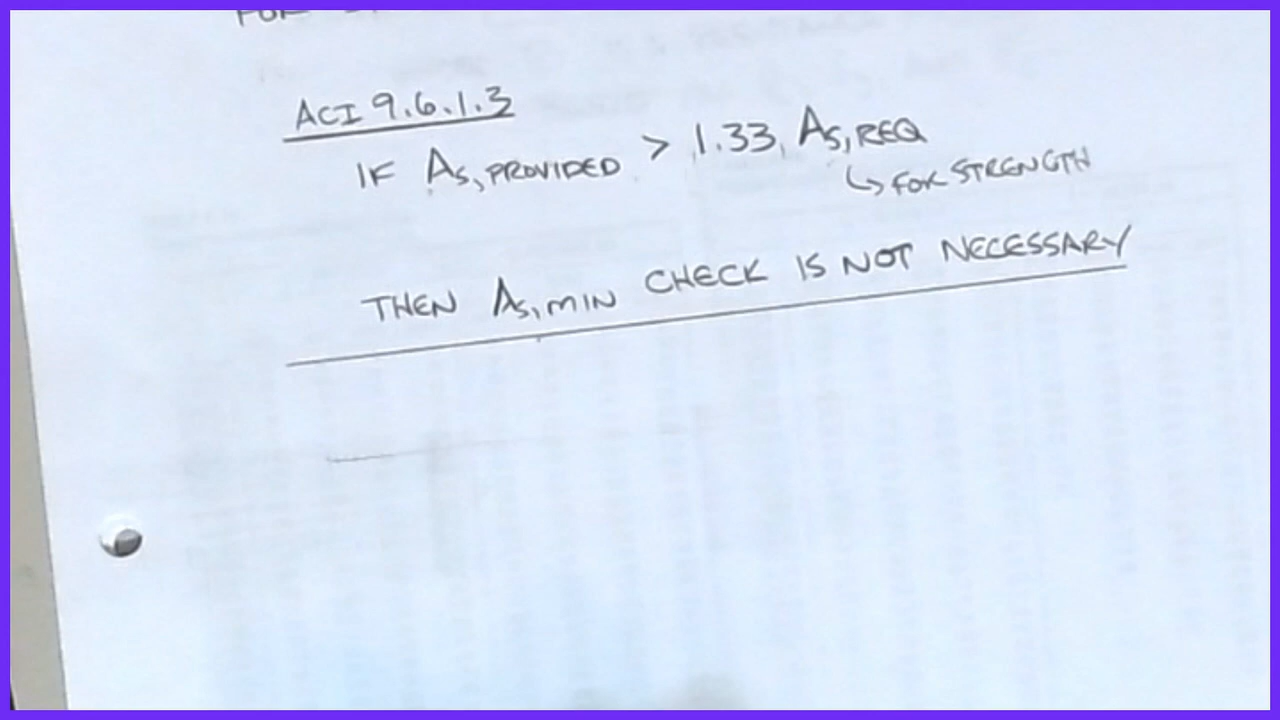 ACI 9.6.1.3
IF As,PROVIDED > 1.33 As,REQ
↳ FOR STRENGTH
THEN As,MIN CHECK IS NOT NECESSARY